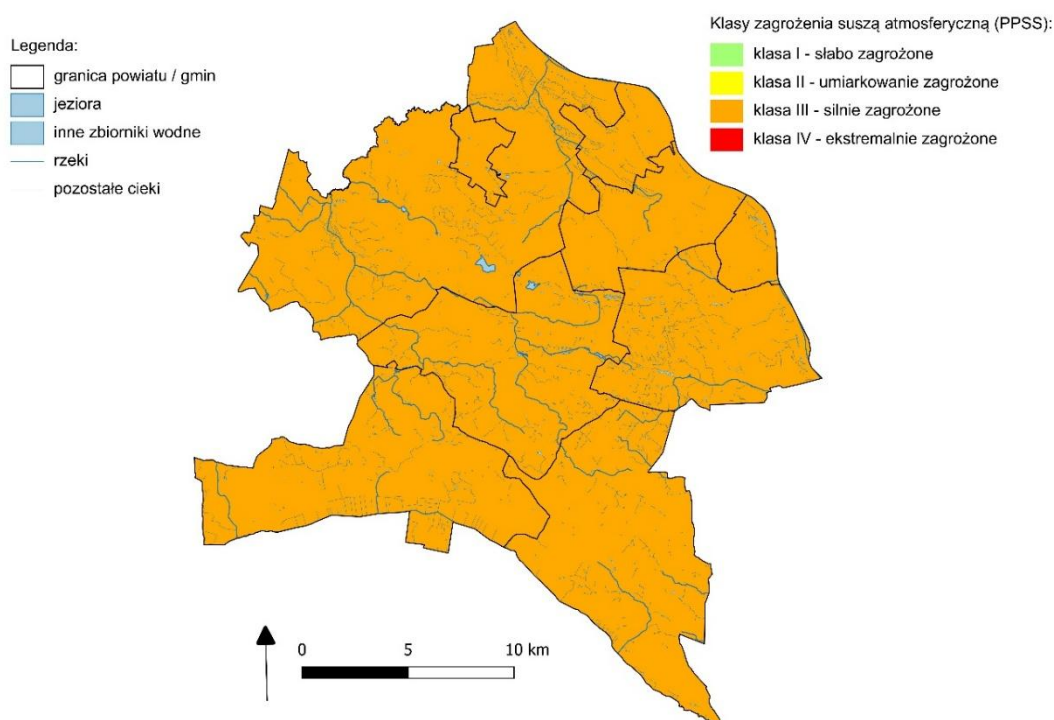 Legenda:
granica powiatu / gmin
jeziora
inne zbiorniki wodne
rzeki
pozostałe cieki
Klasy zagrożenia suszą atmosferyczną (PPSS):
klasa I - słabo zagrożone
klasa II - umiarkowanie zagrożone
klasa III - silnie zagrożone
klasa IV - ekstremalnie zagrożone
0 5 10 km